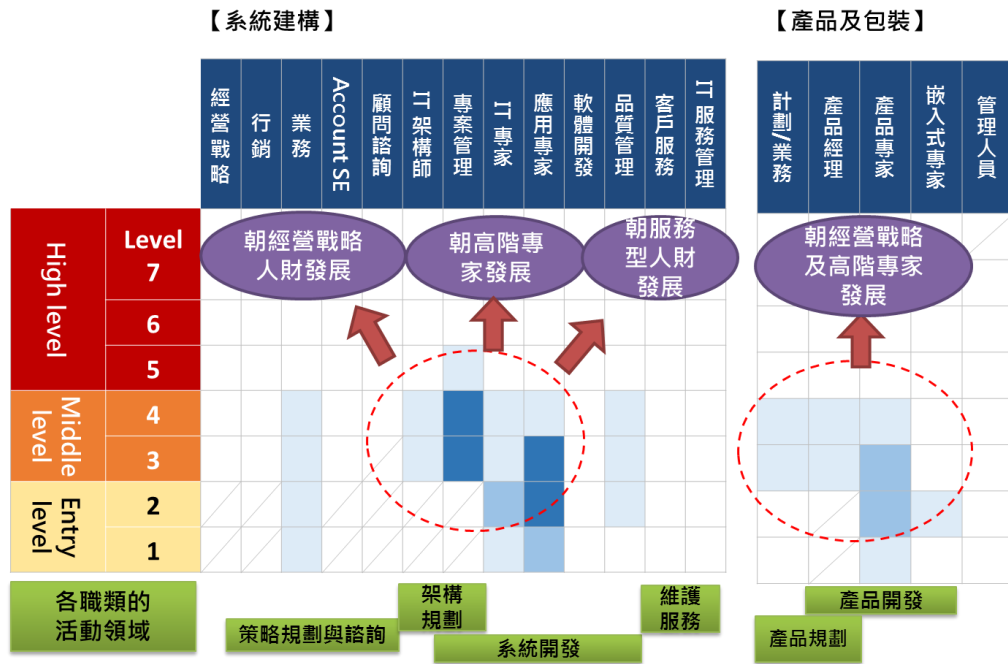 【系統建構】
【產品及包裝】
經營戰略
行銷
業務
Account SE
顧問諮詢
IT 架構師
專案管理
IT 專家
應用專家
軟體開發
品質管理
客戶服務
IT 服務管理
計劃/業務
產品經理
產品專家
嵌入式專家
管理人員
High level
Level
7
6
5
Middle
level
4
3
Entry
level
2
1
朝經營戰略
人財發展
朝高階專
家發展
朝服務
型人財
發展
朝經營戰略
及高階專家
發展
各職類的
活動領域
策略規劃與諮詢
架構
規劃
系統開發
維護
服務
產品開發
產品規劃